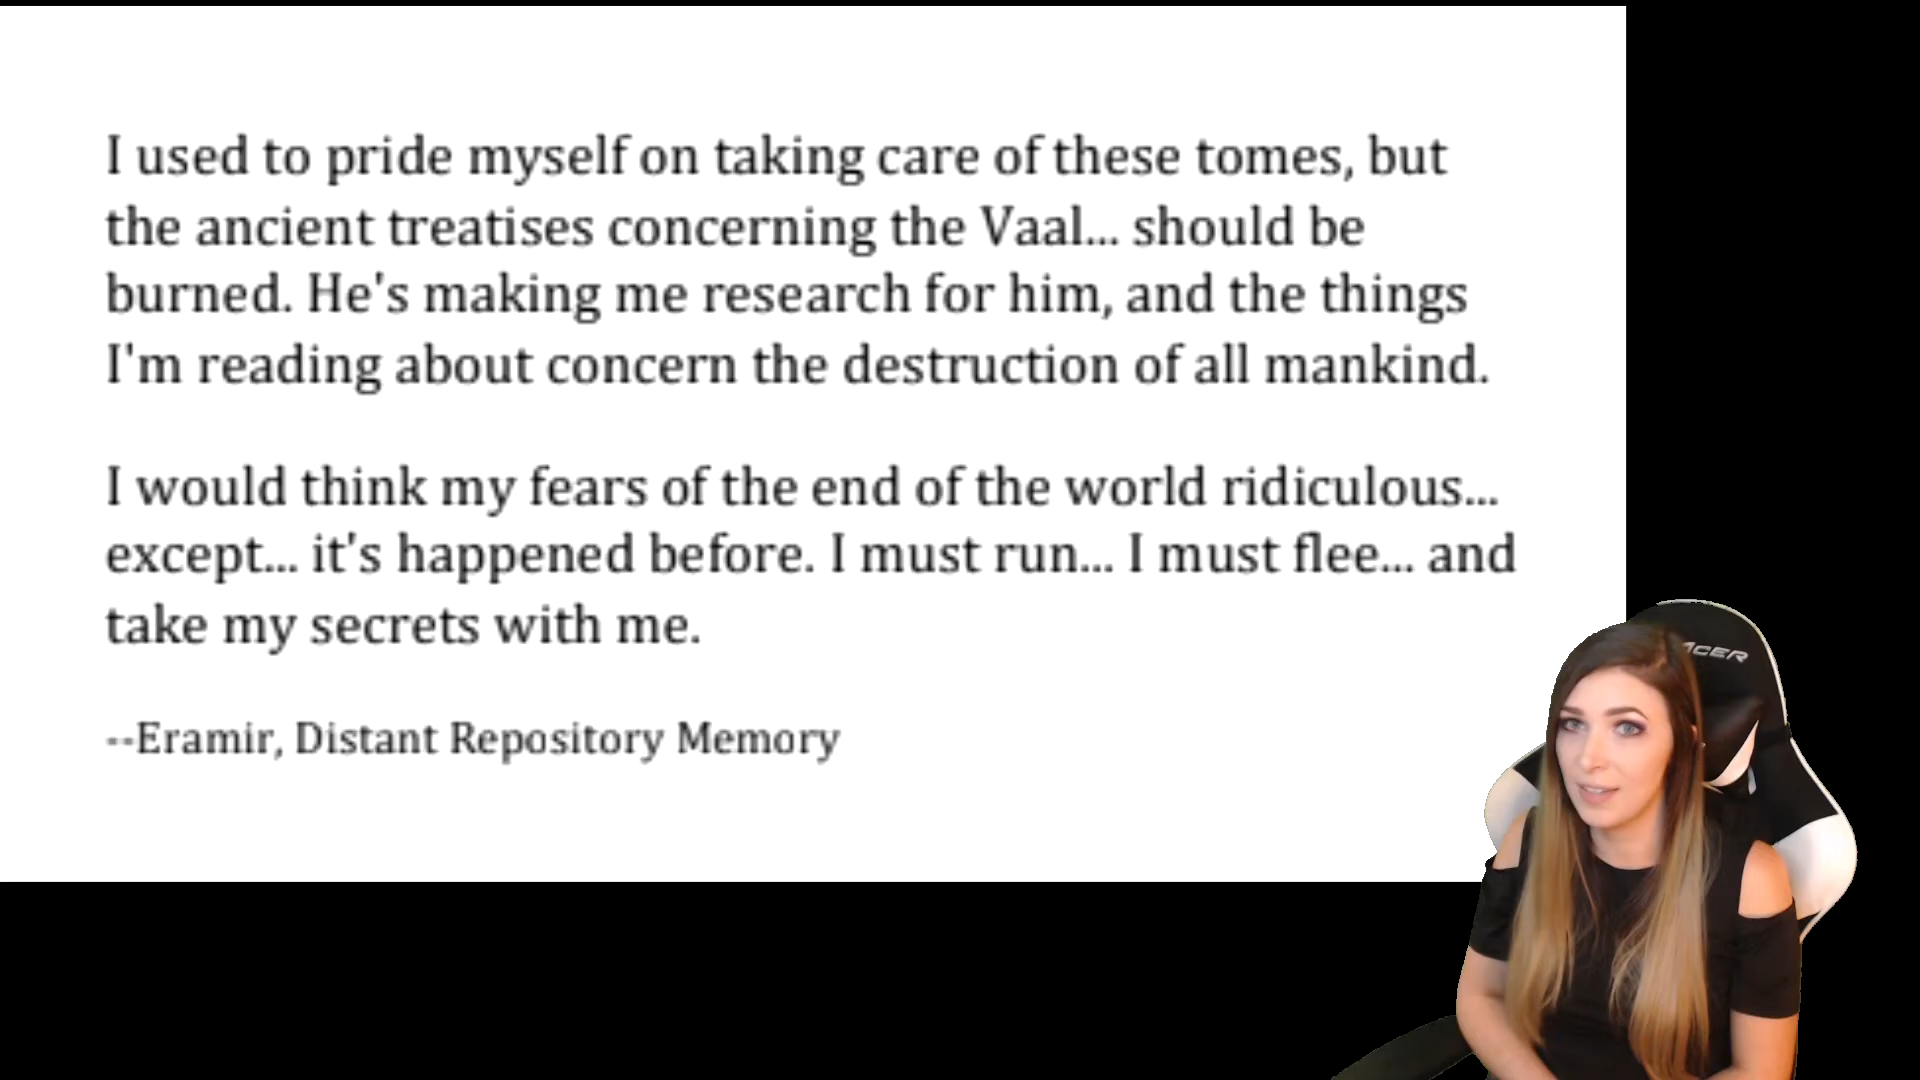 I used to pride myself on taking care of these tomes, but
the ancient treatises concerning the Vaal... should be
burned. He's making me research for him, and the things
I'm reading about concern the destruction of all mankind.
I would think my fears of the end of the world ridiculous...
except... it's happened before. I must run... I must flee... and
take my secrets with me.
--Eramir, Distant Repository Memory